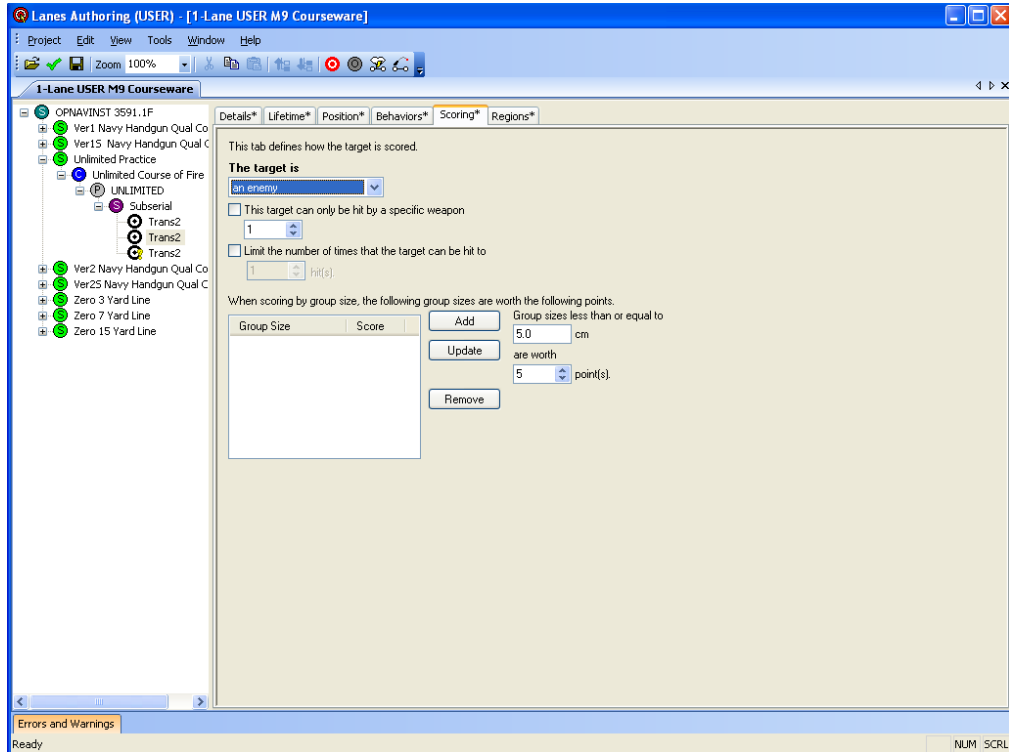 Lanes Authoring (USER) - [1-Lane USER M9 Courseware]
Project Edit View Tools Window Help
Zoom 100%
1-Lane USER M9 Courseware
OPNAVINST 3591.1F
Ver1 Navy Handgun Qual Co
Ver1S Navy Handgun Qual C
Unlimited Practice
Unlimited Course of Fire
UNLIMITED
Subserial
Trans2
Trans2
Trans2
Ver2 Navy Handgun Qual Co
Ver2S Navy Handgun Qual C
Zero 3 Yard Line
Zero 7 Yard Line
Zero 15 Yard Line
Details* Lifetime* Position* Behaviors* Scoring* Regions*
This tab defines how the target is scored.
The target is
an enemy
This target can only be hit by a specific weapon
1
Limit the number of times that the target can be hit to
1 hit(s).
When scoring by group size, the following group sizes are worth the following points.
Group Size Score
Add
Update
Remove
Group sizes less than or equal to
5.0 cm
are worth
5 point(s).
Errors and Warnings
Ready NUM SCRL